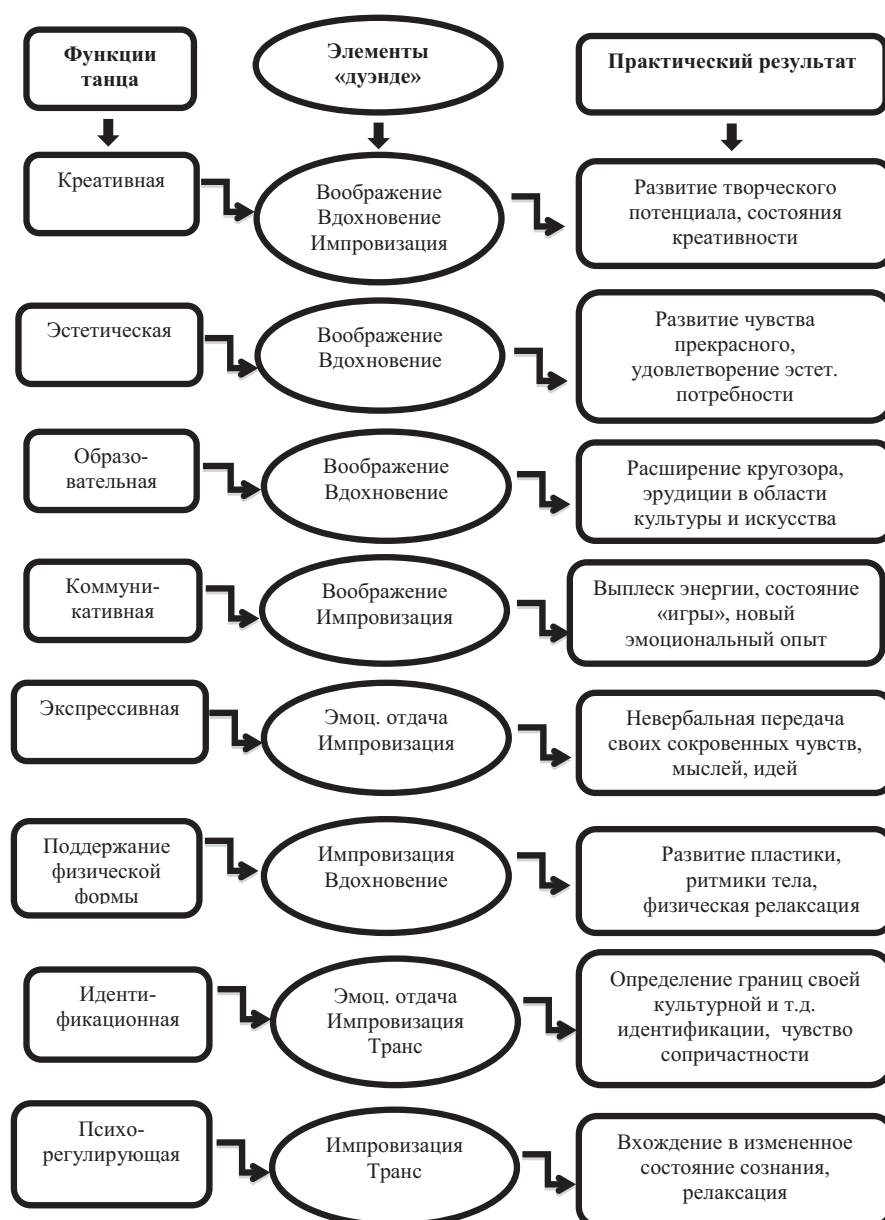 Функции
танца
Элементы
«дуэнде»
Практический результат
Креативная
Воображение
Вдохновение
Импровизация
Развитие творческого
потенциала, состояния
креативности
Эстетическая
Воображение
Вдохновение
Развитие чувства
прекрасного,
удовлетворение эстет.
потребности
Образо-
вательная
Воображение
Вдохновение
Расширение кругозора,
эрудиции в области
культуры и искусства
Коммуни-
кативная
Воображение
Импровизация
Выплеск энергии, состояние
«игры», новый
эмоциональный опыт
Экспрессивная
Эмоц. отдача
Импровизация
Невербальная передача
своих сокровенных чувств,
мыслей, идей
Поддержание
физической
формы
Импровизация
Вдохновение
Развитие пластики,
ритмики тела,
физическая релаксация
Иденти-
фикационная
Эмоц. отдача
Импровизация
Транс
Определение границ своей
культурной и т.д.
идентификации, чувство
сопричастности
Психо-
регулирующая
Импровизация
Транс
Вхождение в измененное
состояние сознания,
релаксация